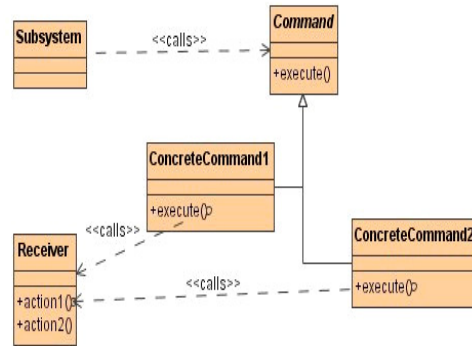 Command
Subsystem
<<calls>>
+execute()
ConcreteCommand1
+execute()
<<calls>>
ConcreteCommand2
Receiver
<<calls>>
+execute()
+action1()
+action2()